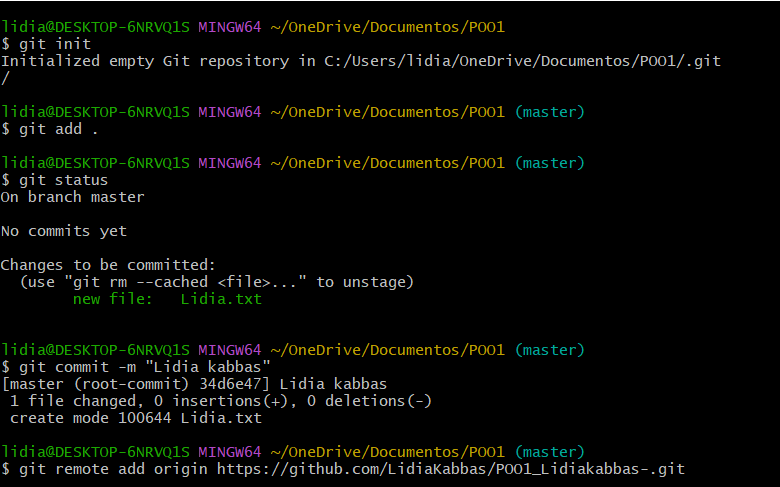 lidia@DESKTOP-6NRVQ1S MINGW64 ~/OneDrive/Documentos/POO1
$ git init
Initialized empty Git repository in C:/Users/lidia/OneDrive/Documentos/POO1/.git
/
lidia@DESKTOP-6NRVQ1S MINGW64 ~/OneDrive/Documentos/POO1 (master)
$ git add .
lidia@DESKTOP-6NRVQ1S MINGW64 ~/OneDrive/Documentos/POO1 (master)
$ git status
On branch master
No commits yet
Changes to be committed:
  (use "git rm --cached <file>..." to unstage)
        new file:   Lidia.txt
lidia@DESKTOP-6NRVQ1S MINGW64 ~/OneDrive/Documentos/POO1 (master)
$ git commit -m "Lidia kabbas"
[master (root-commit) 34d6e47] Lidia kabbas
 1 file changed, 0 insertions(+), 0 deletions(-)
 create mode 100644 Lidia.txt
lidia@DESKTOP-6NRVQ1S MINGW64 ~/OneDrive/Documentos/POO1 (master)
$ git remote add origin https://github.com/LidiaKabbas/POO1_Lidiakabbas-.git